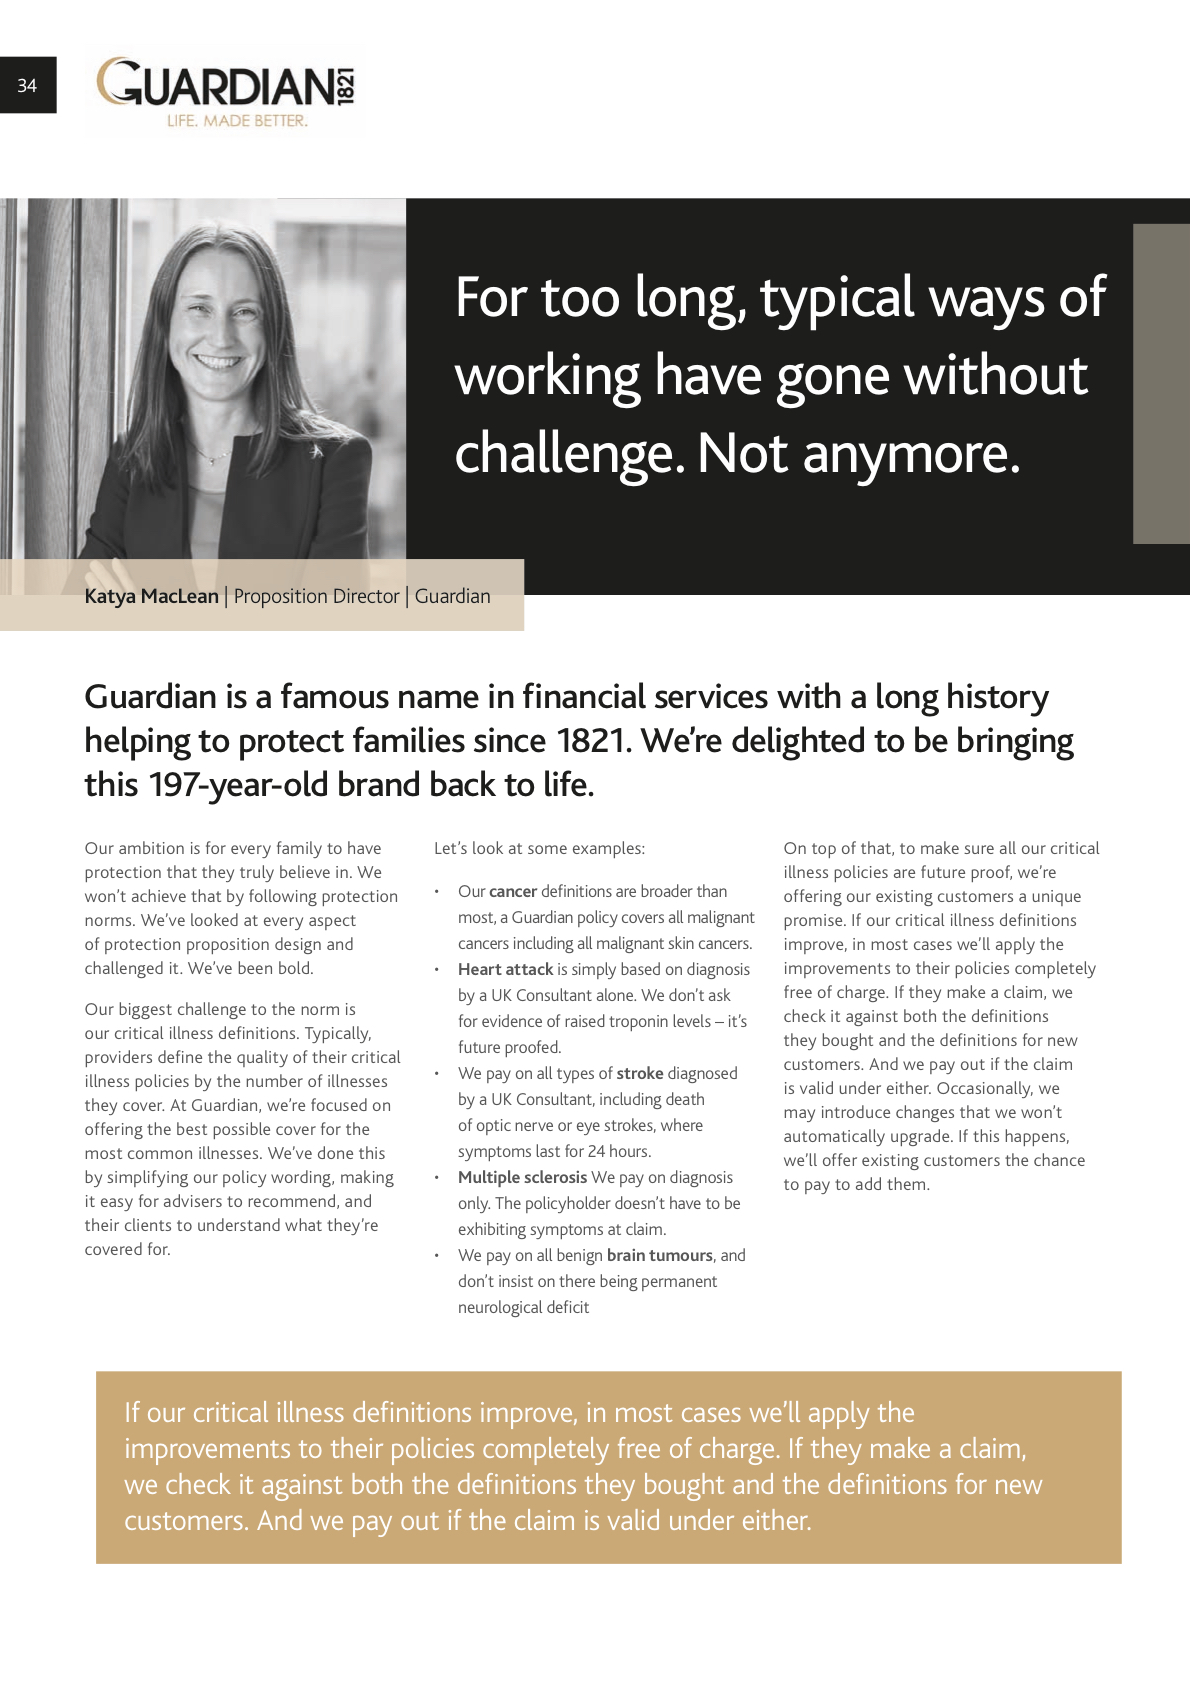 34
GUARDIAN 1821
LIFE. MADE BETTER.
For too long, typical ways of
working have gone without
challenge. Not anymore.
Katya MacLean | Proposition Director | Guardian
Guardian is a famous name in financial services with a long history
helping to protect families since 1821. We’re delighted to be bringing
this 197-year-old brand back to life.
Our ambition is for every family to have
protection that they truly believe in. We
won’t achieve that by following protection
norms. We’ve looked at every aspect
of protection proposition design and
challenged it. We’ve been bold.
Our biggest challenge to the norm is
our critical illness definitions. Typically,
providers define the quality of their critical
illness policies by the number of illnesses
they cover. At Guardian, we’re focused on
offering the best possible cover for the
most common illnesses. We’ve done this
by simplifying our policy wording, making
it easy for advisers to recommend, and
their clients to understand what they’re
covered for.
Let’s look at some examples:
• Our cancer definitions are broader than
most, a Guardian policy covers all malignant
cancers including all malignant skin cancers.
• Heart attack is simply based on diagnosis
by a UK Consultant alone. We don’t ask
for evidence of raised troponin levels – it’s
future proofed.
• We pay on all types of stroke diagnosed
by a UK Consultant, including death
of optic nerve or eye strokes, where
symptoms last for 24 hours.
• Multiple sclerosis We pay on diagnosis
only. The policyholder doesn’t have to be
exhibiting symptoms at claim.
• We pay on all benign brain tumours, and
don’t insist on there being permanent
neurological deficit
On top of that, to make sure all our critical
illness policies are future proof, we’re
offering our existing customers a unique
promise. If our critical illness definitions
improve, in most cases we’ll apply the
improvements to their policies completely
free of charge. If they make a claim, we
check it against both the definitions
they bought and the definitions for new
customers. And we pay out if the claim
is valid under either. Occasionally, we
may introduce changes that we won’t
automatically upgrade. If this happens,
we’ll offer existing customers the chance
to pay to add them.
If our critical illness definitions improve, in most cases we’ll apply the
improvements to their policies completely free of charge. If they make a claim,
we check it against both the definitions they bought and the definitions for new
customers. And we pay out if the claim is valid under either.